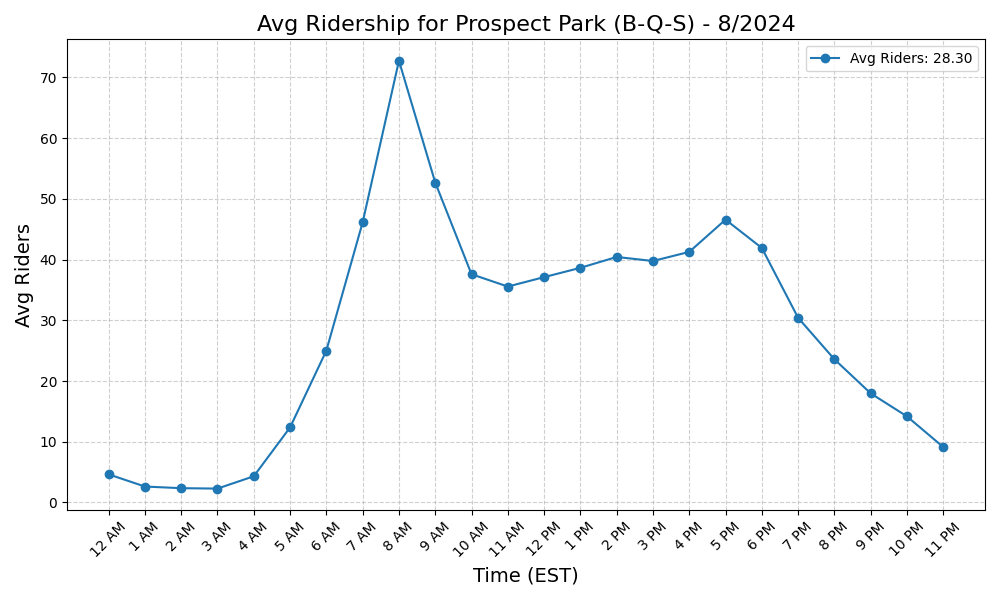 Avg Ridership for Prospect Park (B-Q-S) - 8/2024
Avg Riders: 28.30
Avg Riders
70
60
50
40
30
20
10
0
12 AM
1 AM
2 AM
3 AM
4 AM
5 AM
6 AM
7 AM
8 AM
9 AM
10 AM
11 AM
12 PM
1 PM
2 PM
3 PM
4 PM
5 PM
6 PM
7 PM
8 PM
9 PM
10 PM
11 PM
Time (EST)